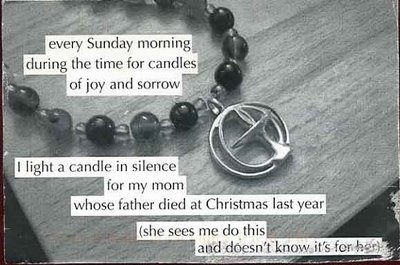 every Sunday morning
during the time for candles
of joy and sorrow
I light a candle in silence
for my mom
whose father died at Christmas last year
(she sees me do this
and doesn't know it's for her)